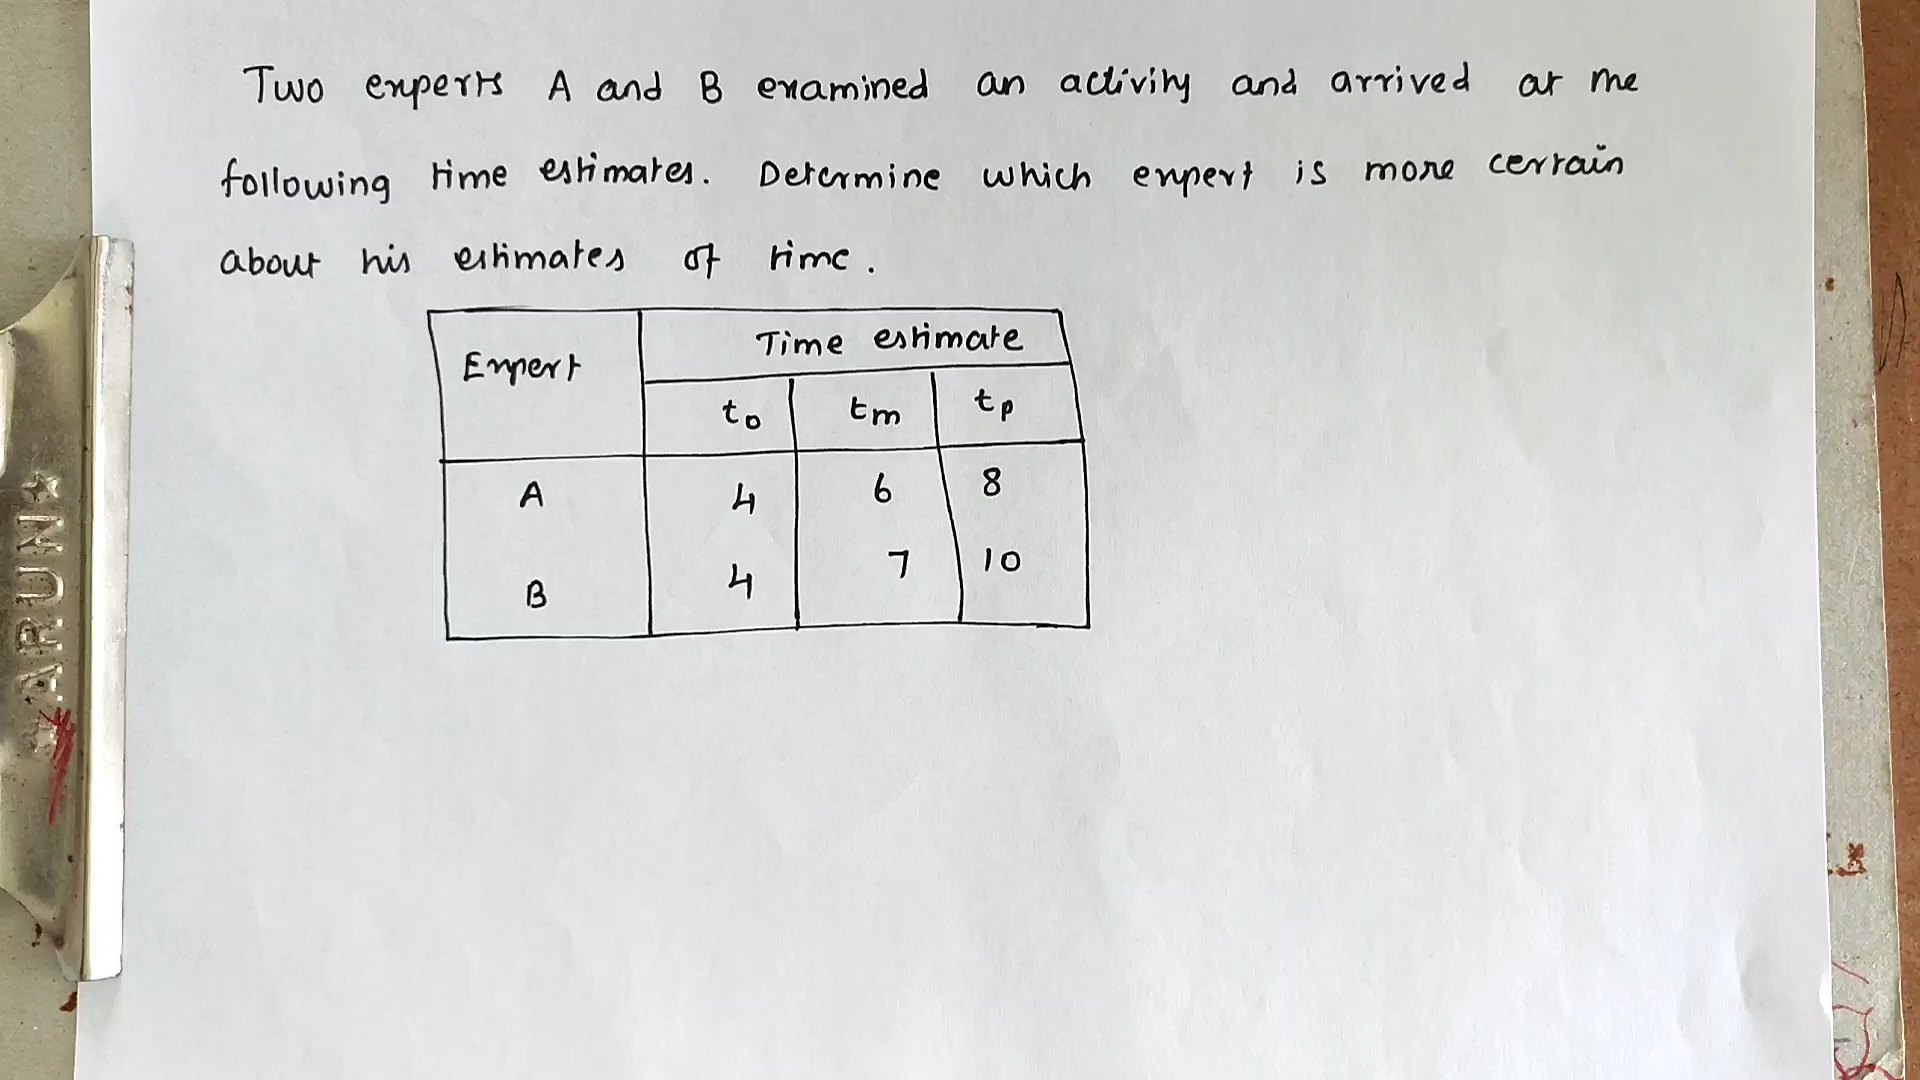 Two experts A and B examined an activity and arrived at the
following time estimates. Determine which expert is more certain
about his estimates of time.
Expert Time estimate
to tm tp
A 4 6 8
B 4 7 10
ARUN